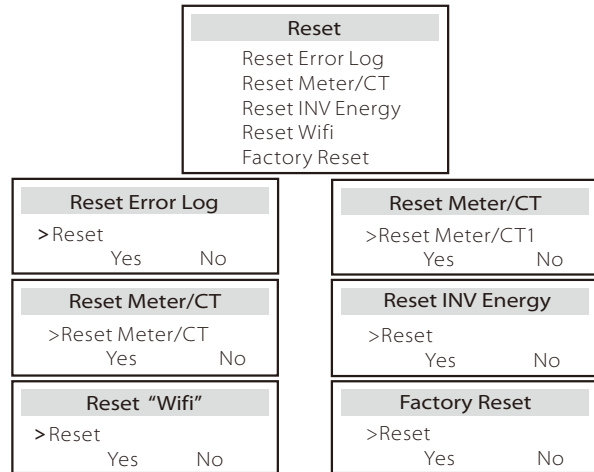 Reset
Reset Error Log
Reset Meter/CT
Reset INV Energy
Reset Wifi
Factory Reset
Reset Error Log
>Reset
Yes No
Reset Meter/CT
>Reset Meter/CT1
Yes No
Reset Meter/CT
>Reset Meter/CT
Yes No
Reset INV Energy
>Reset
Yes No
Reset “Wifi”
>Reset
Yes No
Factory Reset
>Reset
Yes No